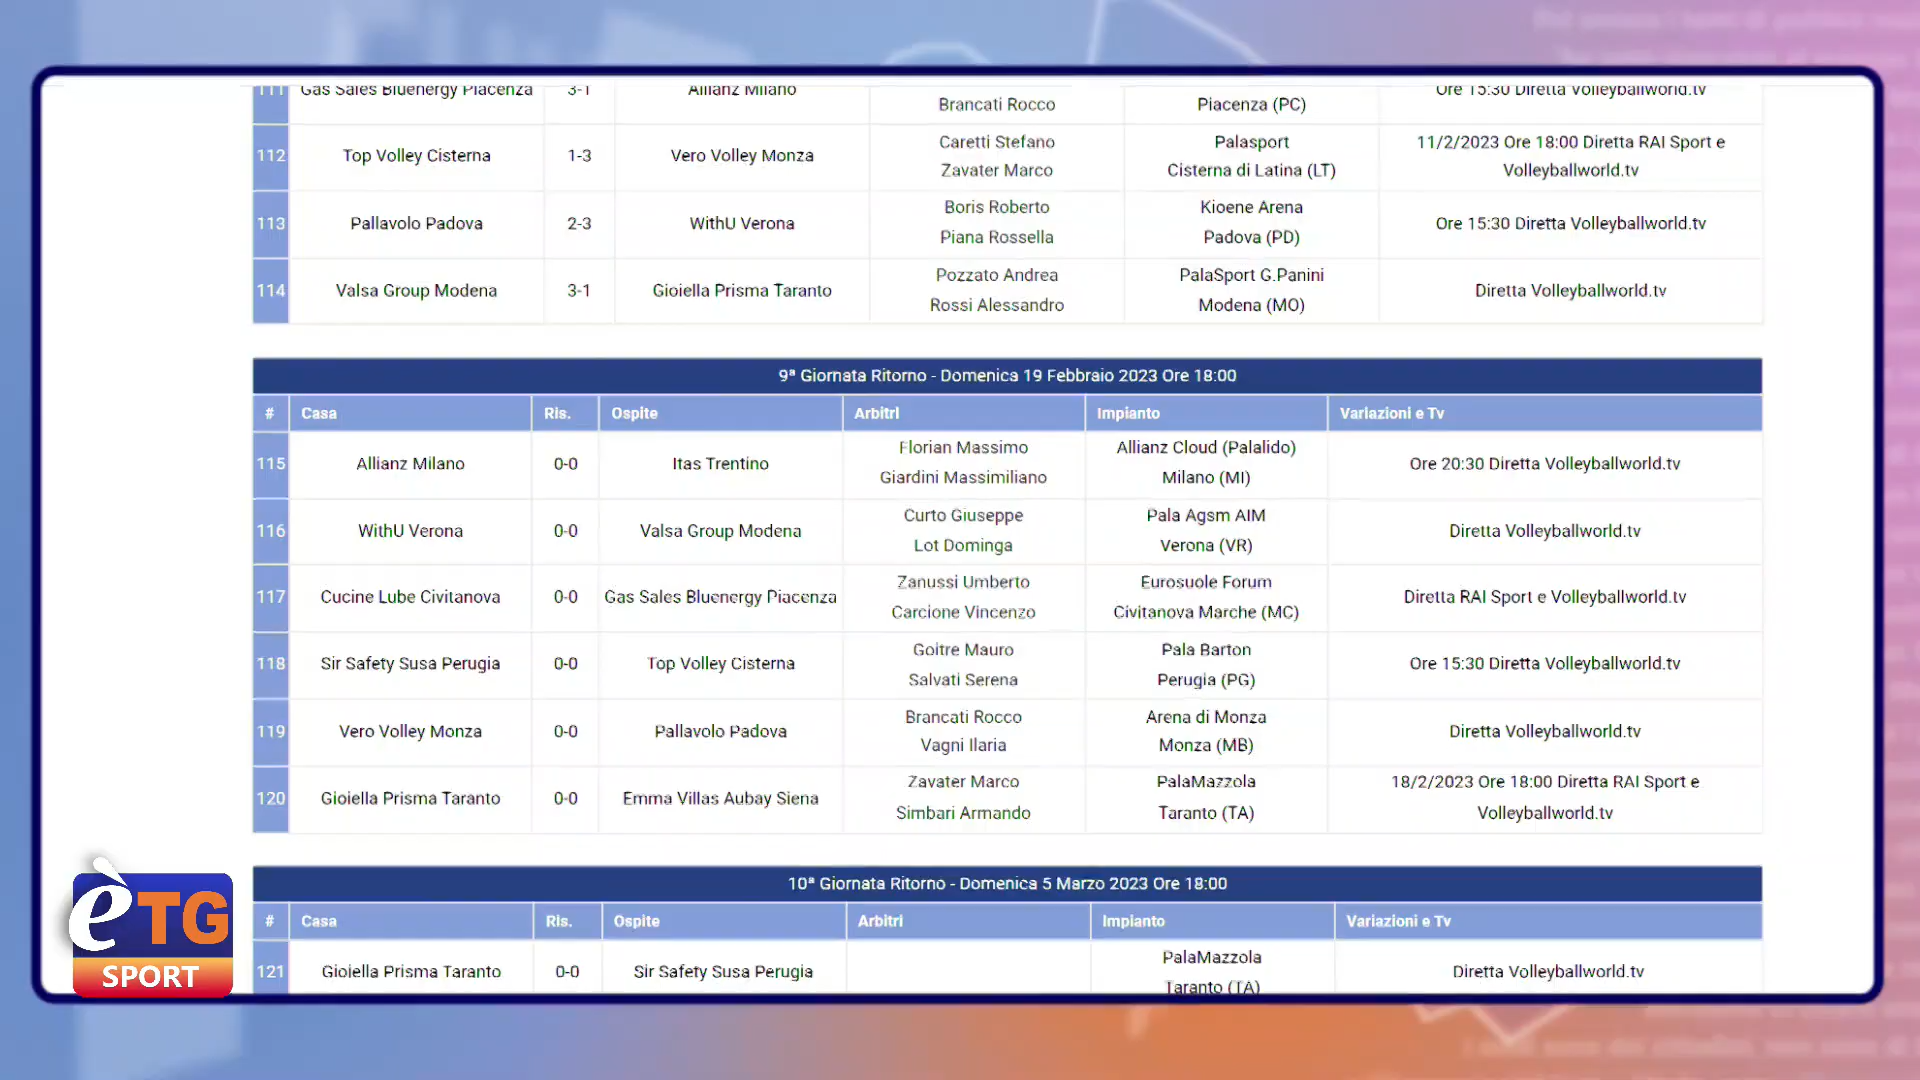 111 Gas Sales Bluenergy Piacenza 3-1 Allianz Milano Brancati Rocco Piacenza (PC) Ore 15:30 Diretta Volleyballworld.tv
112 Top Volley Cisterna 1-3 Vero Volley Monza Caretti Stefano Palasport 11/2/2023 Ore 18:00 Diretta RAI Sport e
Zavater Marco Cisterna di Latina (LT) Volleyballworld.tv
113 Pallavolo Padova 2-3 WithU Verona Boris Roberto Kioene Arena Ore 15:30 Diretta Volleyballworld.tv
Piana Rossella Padova (PD)
114 Valsa Group Modena 3-1 Gioiella Prisma Taranto Pozzato Andrea PalaSport G.Panini Diretta Volleyballworld.tv
Rossi Alessandro Modena (MO)
9ª Giornata Ritorno - Domenica 19 Febbraio 2023 Ore 18:00
# Casa Ris. Ospite Arbitri Impianto Variazioni e Tv
115 Allianz Milano 0-0 Itas Trentino Florian Massimo Allianz Cloud (Palalido) Ore 20:30 Diretta Volleyballworld.tv
Giardini Massimiliano Milano (MI)
116 WithU Verona 0-0 Valsa Group Modena Curto Giuseppe Pala Agsm AIM Diretta Volleyballworld.tv
Lot Dominga Verona (VR)
117 Cucine Lube Civitanova 0-0 Gas Sales Bluenergy Piacenza Zanussi Umberto Eurosuole Forum Diretta RAI Sport e Volleyballworld.tv
Carcione Vincenzo Civitanova Marche (MC)
118 Sir Safety Susa Perugia 0-0 Top Volley Cisterna Goitre Mauro Pala Barton Ore 15:30 Diretta Volleyballworld.tv
Salvati Serena Perugia (PG)
119 Vero Volley Monza 0-0 Pallavolo Padova Brancati Rocco Arena di Monza Diretta Volleyballworld.tv
Vagni Ilaria Monza (MB)
120 Gioiella Prisma Taranto 0-0 Emma Villas Aubay Siena Zavater Marco PalaMazzola 18/2/2023 Ore 18:00 Diretta RAI Sport e
Simbari Armando Taranto (TA) Volleyballworld.tv
10ª Giornata Ritorno - Domenica 5 Marzo 2023 Ore 18:00
# Casa Ris. Ospite Arbitri Impianto Variazioni e Tv
121 Gioiella Prisma Taranto 0-0 Sir Safety Susa Perugia PalaMazzola Diretta Volleyballworld.tv
Taranto (TA)
èTG
SPORT